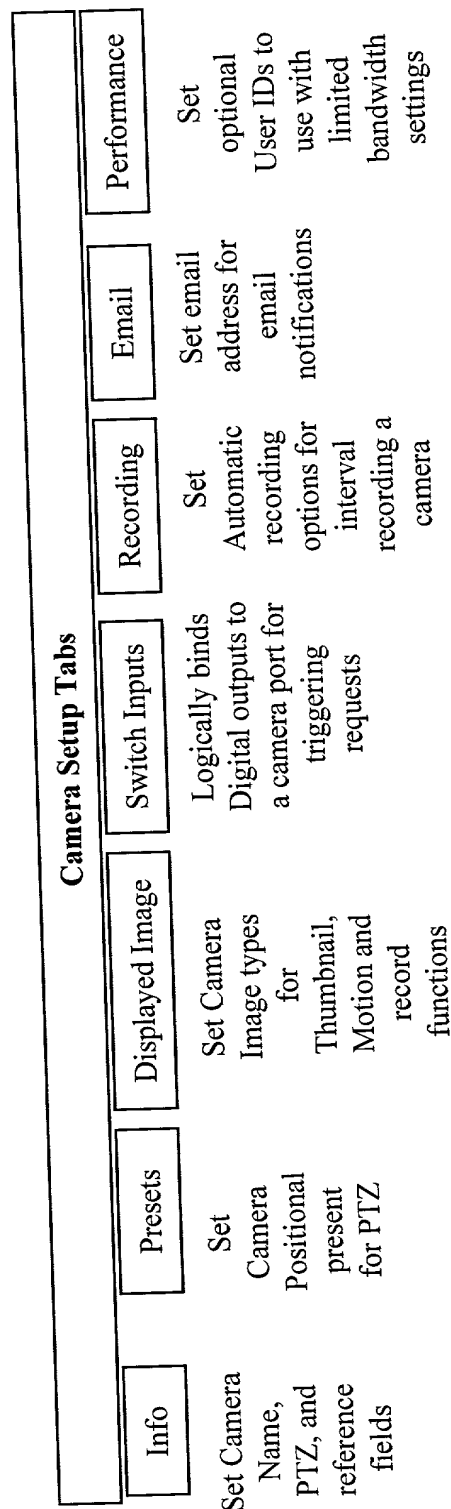 Camera Setup Tabs
Info
Set Camera
Name,
PTZ, and
reference
fields
Presets
Set
Camera
Positional
present
for PTZ
Displayed Image
Set Camera
Image types
for
Thumbnail,
Motion and
record
functions
Switch Inputs
Logically binds
Digital outputs to
a camera port for
triggering
requests
Recording
Set
Automatic
recording
options for
interval
recording a
camera
Email
Set email
address for
email
notifications
Performance
Set
optional
User IDs to
use with
limited
bandwidth
settings